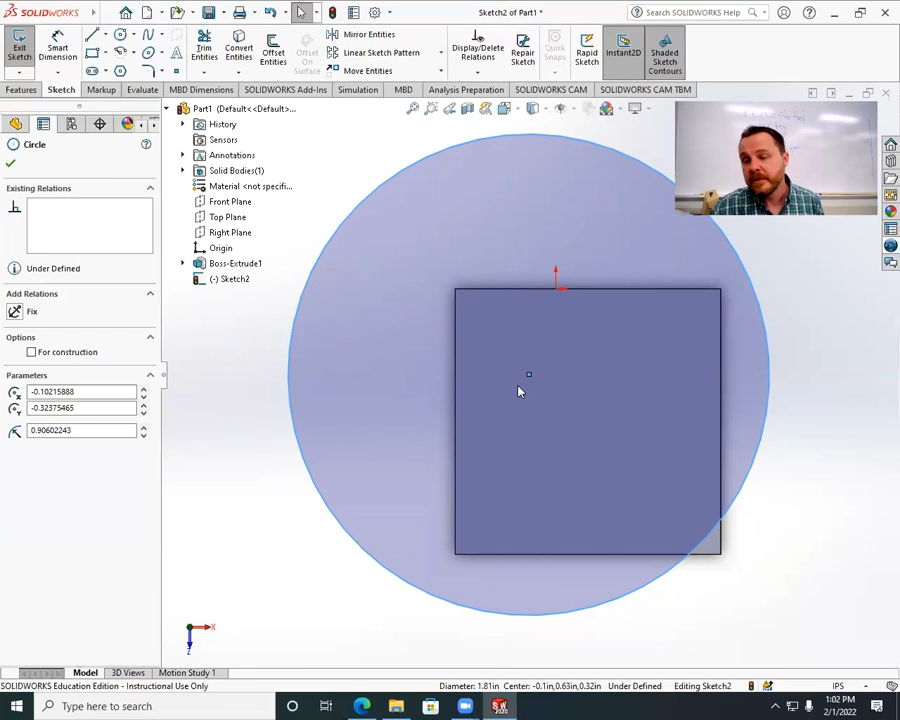 SOLIDWORKS
Sketch2 of Part1 *
Search SOLIDWORKS Help
Exit Sketch
Smart Dimension
Trim Entities
Convert Entities
Offset Entities
Offset On Surface
Mirror Entities
Linear Sketch Pattern
Move Entities
Display/Delete Relations
Repair Sketch
Quick Snaps
Rapid Sketch
Instant2D
Shaded Sketch Contours
Features
Sketch
Markup
Evaluate
MBD Dimensions
SOLIDWORKS Add-Ins
Simulation
MBD
Analysis Preparation
SOLIDWORKS CAM
SOLIDWORKS CAM TBM
Circle
Existing Relations
Under Defined
Add Relations
Fix
Options
For construction
Parameters
-0.10215888
-0.32375465
0.90602243
Part1 (Default<<Default>...
History
Sensors
Annotations
Solid Bodies(1)
Material <not specifi...
Front Plane
Top Plane
Right Plane
Origin
Boss-Extrude1
(-) Sketch2
X
Z
Model
3D Views
Motion Study 1
SOLIDWORKS Education Edition - Instructional Use Only
Diameter: 1.81in Center: -0.1in,0.63in,0.32in Under Defined Editing Sketch2
IPS
Type here to search
1:02 PM
2/1/2022